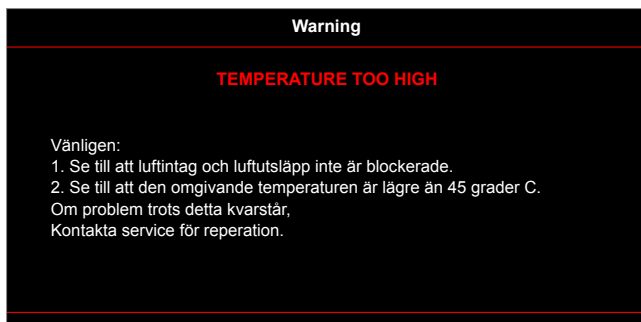 Warning
TEMPERATURE TOO HIGH
Vänligen:
1. Se till att luftintag och luftutsläpp inte är blockerade.
2. Se till att den omgivande temperaturen är lägre än 45 grader C.
Om problem trots detta kvarstår,
Kontakta service för reperation.